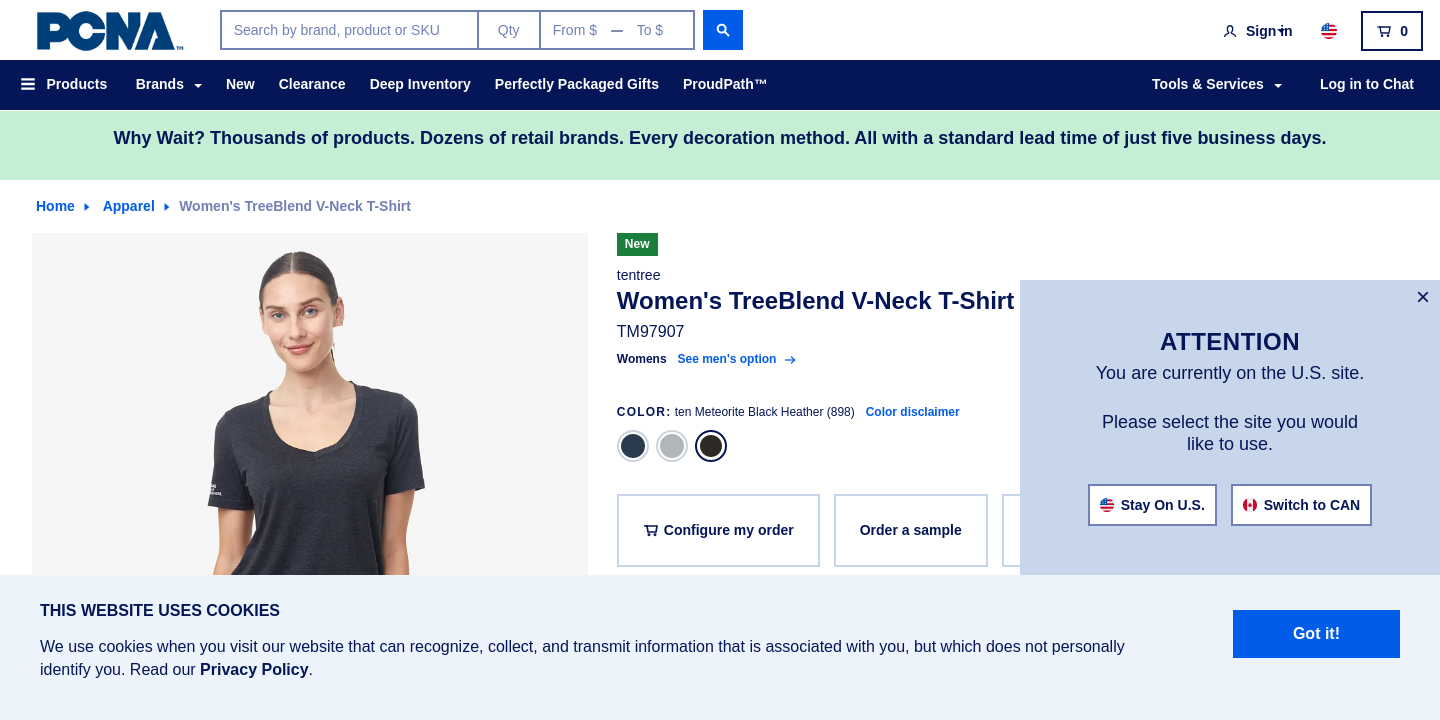 PCNA™
Search by brand, product or SKU
Qty
From $ — To $
Sign In
0
Products
Brands
New
Clearance
Deep Inventory
Perfectly Packaged Gifts
ProudPath™
Tools & Services
Log in to Chat
Why Wait? Thousands of products. Dozens of retail brands. Every decoration method. All with a standard lead time of just five business days.
Home
Apparel
Women's TreeBlend V-Neck T-Shirt
New
tentree
Women's TreeBlend V-Neck T-Shirt
TM97907
Womens See men's option
COLOR: ten Meteorite Black Heather (898) Color disclaimer
Configure my order
Order a sample
ATTENTION
You are currently on the U.S. site.
Please select the site you would
like to use.
Stay On U.S.
Switch to CAN
THIS WEBSITE USES COOKIES
We use cookies when you visit our website that can recognize, collect, and transmit information that is associated with you, but which does not personally
identify you. Read our Privacy Policy.
Got it!